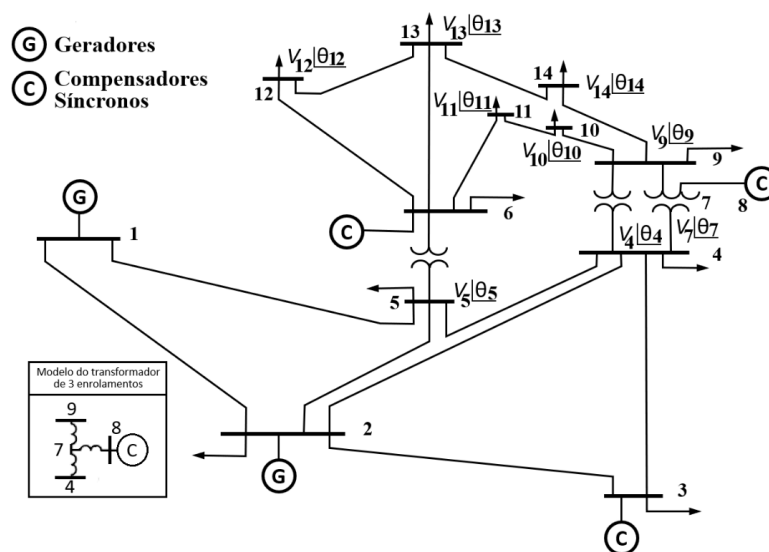 G Geradores
C Compensadores
Síncronos
13
V13|θ13
V12|θ12
12
14
V14|θ14
V11|θ11
11
10
V10|θ10
V9|θ9
9
G
1
C
6
7
C
8
V4|θ4
V7|θ7
4
5
V5|θ5
Modelo do transformador
de 3 enrolamentos
9
8
7
C
4
2
G
3
C